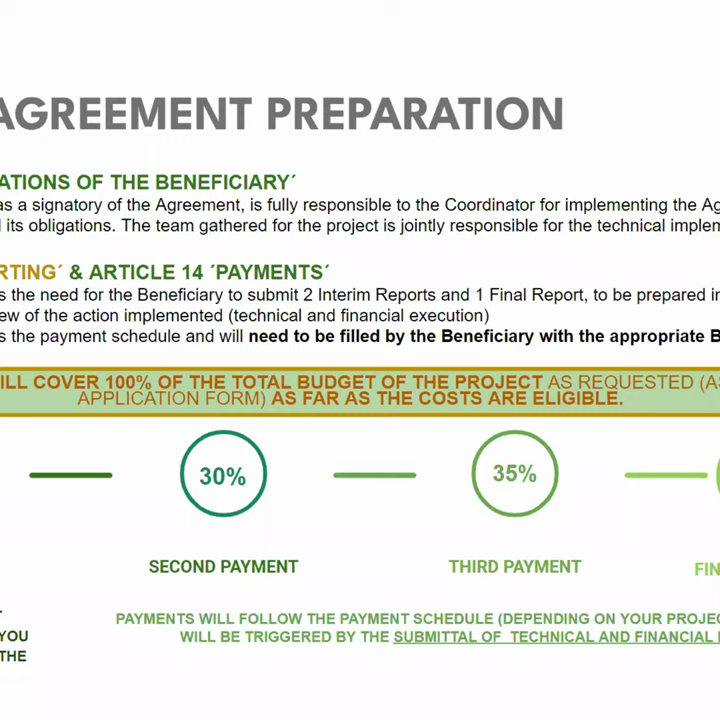 AGREEMENT PREPARATION
ATIONS OF THE BENEFICIARY´
as a signatory of the Agreement, is fully responsible to the Coordinator for implementing the Ag
its obligations. The team gathered for the project is jointly responsible for the technical implem
RTING´ & ARTICLE 14 ´PAYMENTS´
s the need for the Beneficiary to submit 2 Interim Reports and 1 Final Report, to be prepared i
ew of the action implemented (technical and financial execution)
s the payment schedule and will need to be filled by the Beneficiary with the appropriate B
ILL COVER 100% OF THE TOTAL BUDGET OF THE PROJECT AS REQUESTED (AS
APPLICATION FORM) AS FAR AS THE COSTS ARE ELIGIBLE.
30%
35%
SECOND PAYMENT
THIRD PAYMENT
FIN
PAYMENTS WILL FOLLOW THE PAYMENT SCHEDULE (DEPENDING ON YOUR PROJEC
WILL BE TRIGGERED BY THE SUBMITTAL OF TECHNICAL AND FINANCIAL
YOU
THE